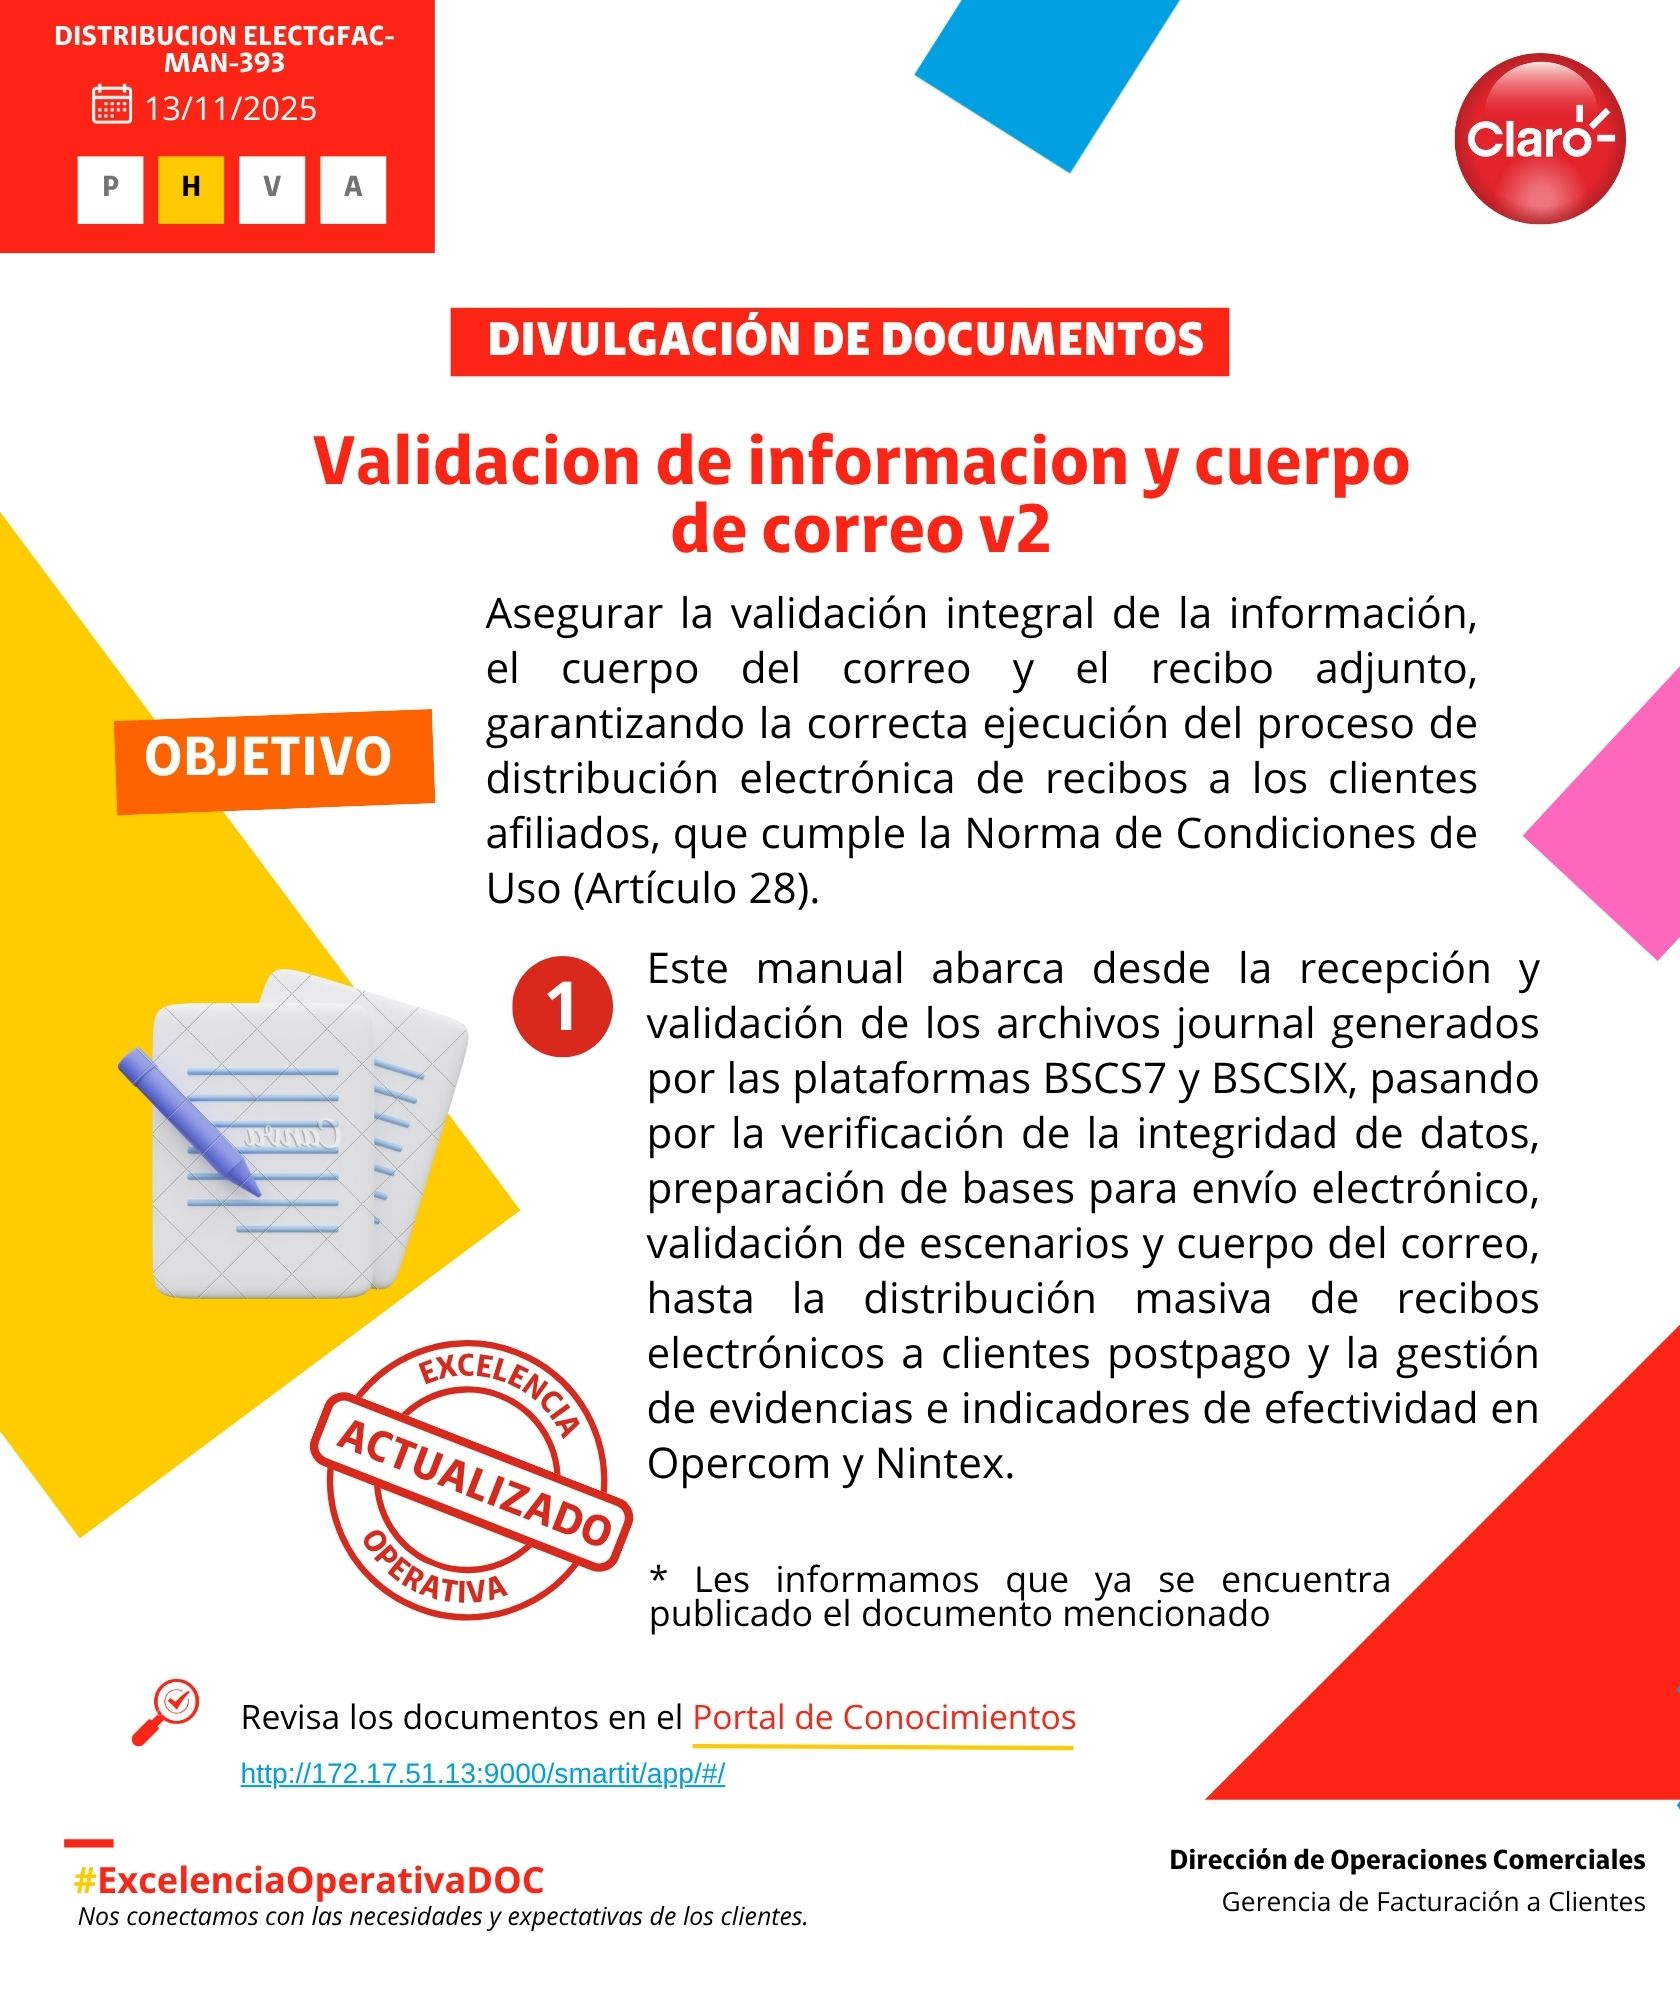 DISTRIBUCION ELECTGFAC-
MAN-393
13/11/2025
P H V A
Claro
DIVULGACIÓN DE DOCUMENTOS
Validacion de informacion y cuerpo
de correo v2
OBJETIVO
Asegurar la validación integral de la información,
el cuerpo del correo y el recibo adjunto,
garantizando la correcta ejecución del proceso de
distribución electrónica de recibos a los clientes
afiliados, que cumple la Norma de Condiciones de
Uso (Artículo 28).
1
Este manual abarca desde la recepción y
validación de los archivos journal generados
por las plataformas BSCS7 y BSCSIX, pasando
por la verificación de la integridad de datos,
preparación de bases para envío electrónico,
validación de escenarios y cuerpo del correo,
hasta la distribución masiva de recibos
electrónicos a clientes postpago y la gestión
de evidencias e indicadores de efectividad en
Opercom y Nintex.
Canva
EXCELENCIA
ACTUALIZADO
OPERATIVA
* Les informamos que ya se encuentra
publicado el documento mencionado
Revisa los documentos en el Portal de Conocimientos
http://172.17.51.13:9000/smartit/app/#/
#ExcelenciaOperativaDOC
Nos conectamos con las necesidades y expectativas de los clientes.
Dirección de Operaciones Comerciales
Gerencia de Facturación a Clientes